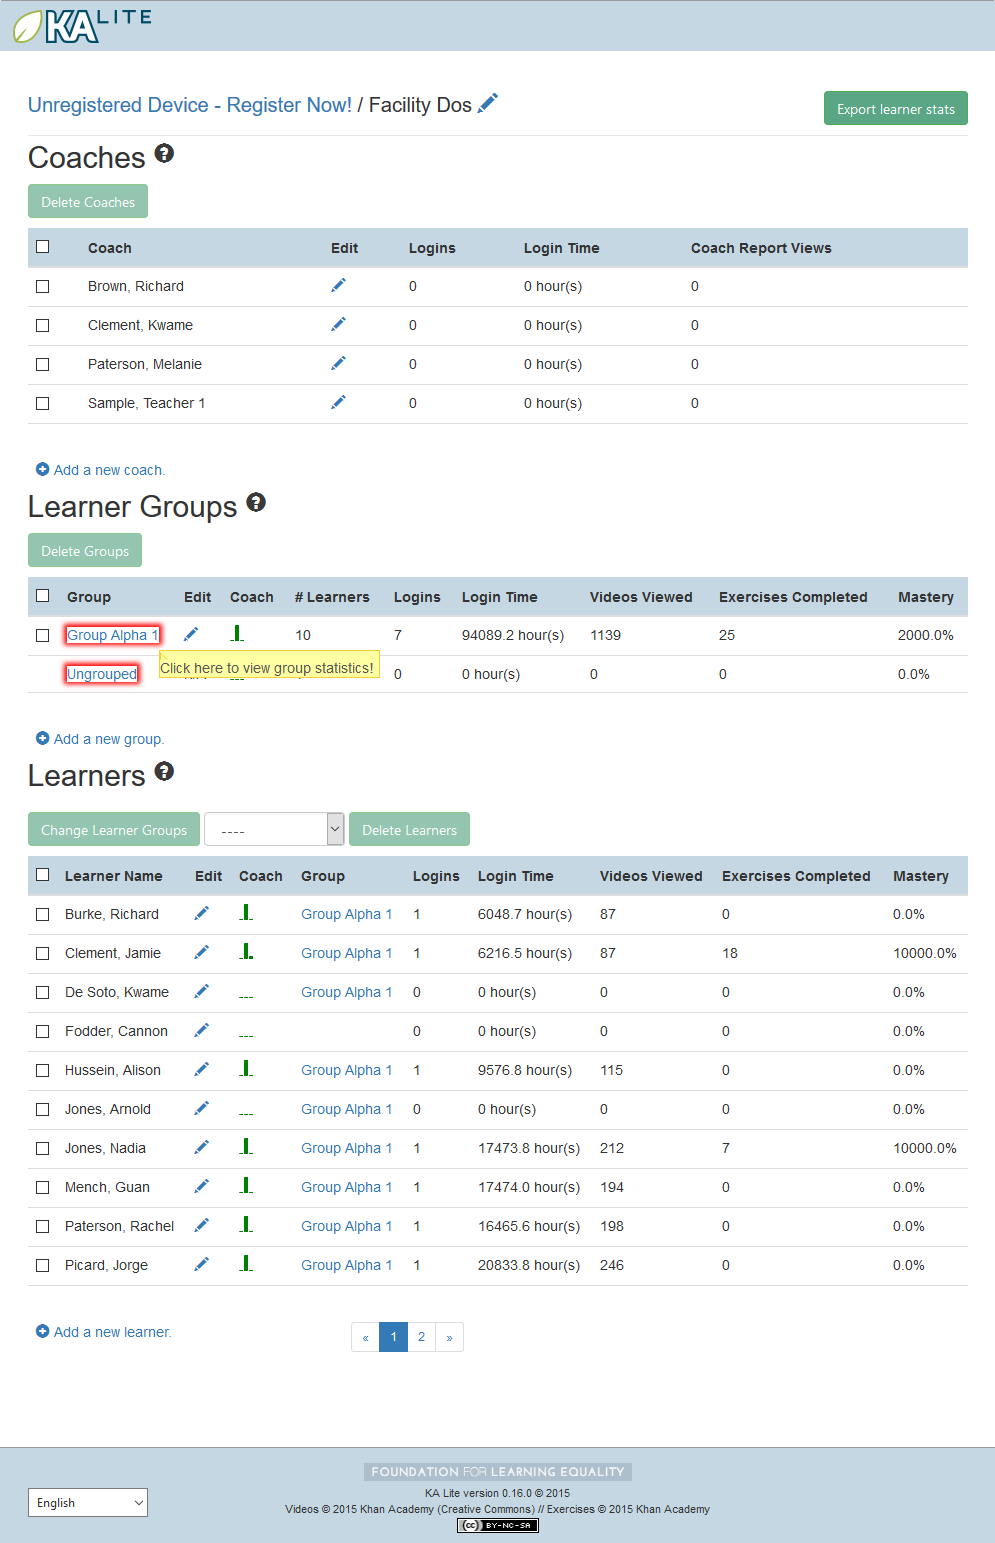 KA LITE
Unregistered Device - Register Now! / Facility Dos
Export learner stats
Coaches ?
Delete Coaches
Coach Edit Logins Login Time Coach Report Views
Brown, Richard 0 0 hour(s) 0
Clement, Kwame 0 0 hour(s) 0
Paterson, Melanie 0 0 hour(s) 0
Sample, Teacher 1 0 0 hour(s) 0
Add a new coach.
Learner Groups ?
Delete Groups
Group Edit Coach # Learners Logins Login Time Videos Viewed Exercises Completed Mastery
Group Alpha 1 10 7 94089.2 hour(s) 1139 25 2000.0%
Click here to view group statistics!
Ungrouped 0 0 hour(s) 0 0 0.0%
Add a new group.
Learners ?
Change Learner Groups ---- Delete Learners
Learner Name Edit Coach Group Logins Login Time Videos Viewed Exercises Completed Mastery
Burke, Richard Group Alpha 1 1 6048.7 hour(s) 87 0 0.0%
Clement, Jamie Group Alpha 1 1 6216.5 hour(s) 87 18 10000.0%
De Soto, Kwame Group Alpha 1 0 0 hour(s) 0 0 0.0%
Fodder, Cannon 0 0 hour(s) 0 0 0.0%
Hussein, Alison Group Alpha 1 1 9576.8 hour(s) 115 0 0.0%
Jones, Arnold Group Alpha 1 0 0 hour(s) 0 0 0.0%
Jones, Nadia Group Alpha 1 1 17473.8 hour(s) 212 7 10000.0%
Mench, Guan Group Alpha 1 1 17474.0 hour(s) 194 0 0.0%
Paterson, Rachel Group Alpha 1 1 16465.6 hour(s) 198 0 0.0%
Picard, Jorge Group Alpha 1 1 20833.8 hour(s) 246 0 0.0%
Add a new learner.
« 1 2 »
FOUNDATION FOR LEARNING EQUALITY
English
KA Lite version 0.16.0 © 2015
Videos © 2015 Khan Academy (Creative Commons) // Exercises © 2015 Khan Academy
cc BY-NC-SA